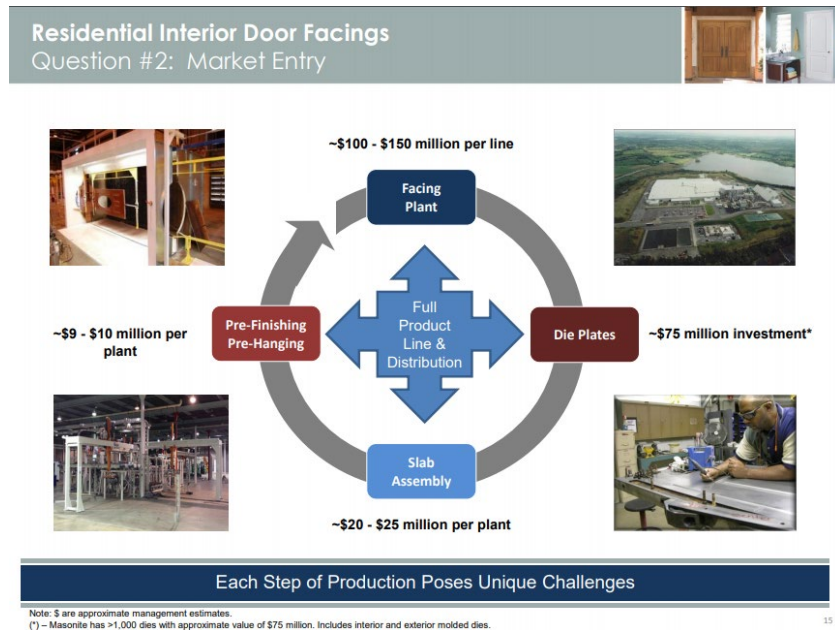 Residential Interior Door Facings
Question #2: Market Entry
~$100 - $150 million per line
Facing
Plant
Pre-Finishing
Pre-Hanging
~$9 - $10 million per
plant
Full
Product
Line &
Distribution
Die Plates
~$75 million investment*
Slab
Assembly
~$20 - $25 million per plant
Each Step of Production Poses Unique Challenges
Note: $ are approximate management estimates.
(*) – Masonite has >1,000 dies with approximate value of $75 million. Includes interior and exterior molded dies.
15